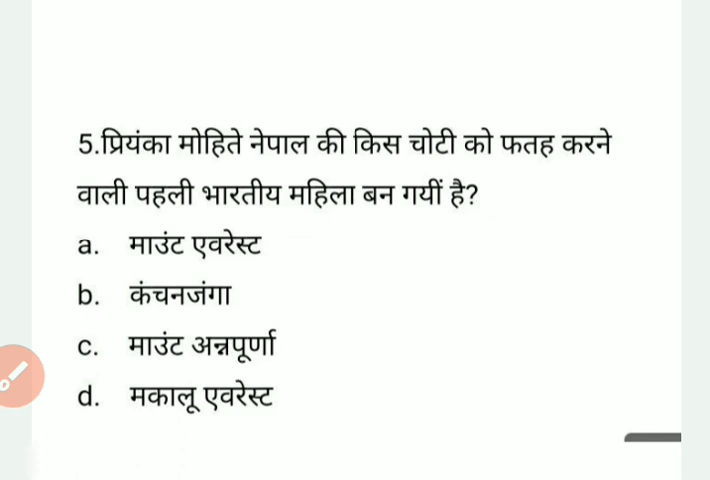 5.प्रियंका मोहिते नेपाल की किस चोटी को फतह करने
वाली पहली भारतीय महिला बन गयीं है?
a. माउंट एवरेस्ट
b. कंचनजंगा
c. माउंट अन्नपूर्णा
d. मकालू एवरेस्ट